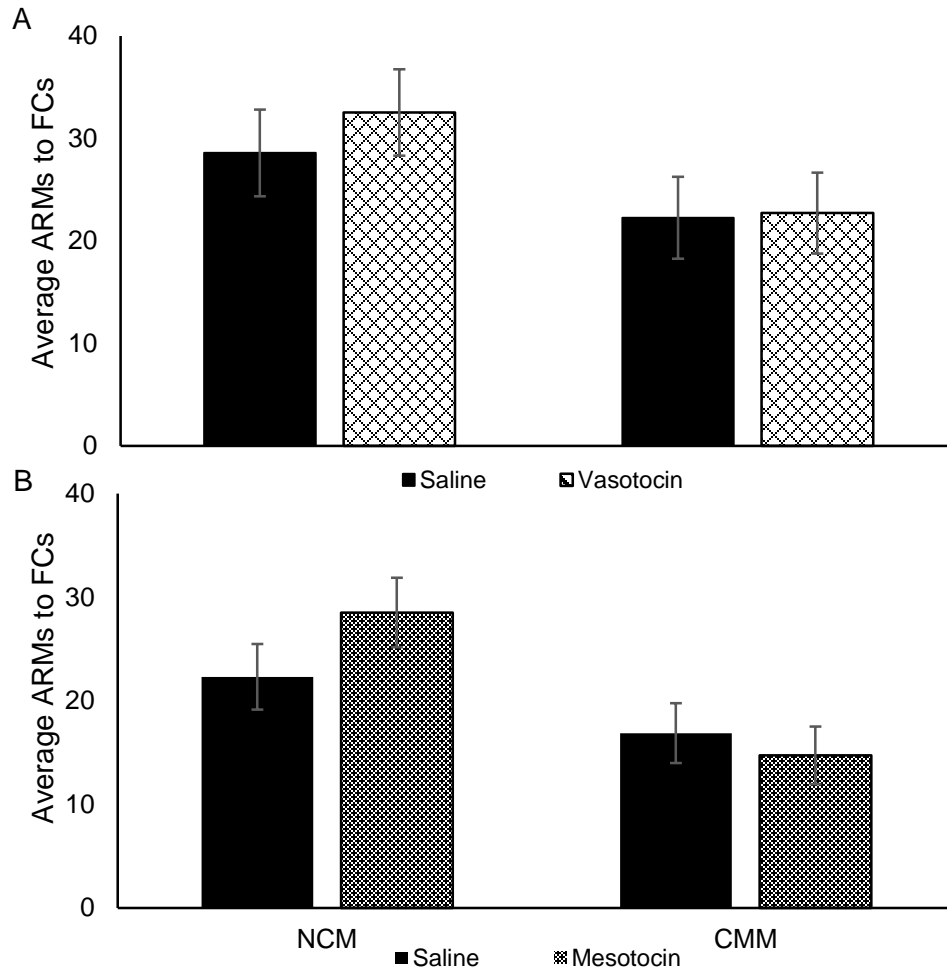 A
Average ARMs to FCs
40
30
20
10
0
Saline Vasotocin
B
Average ARMs to FCs
40
30
20
10
0
NCM CMM
Saline Mesotocin